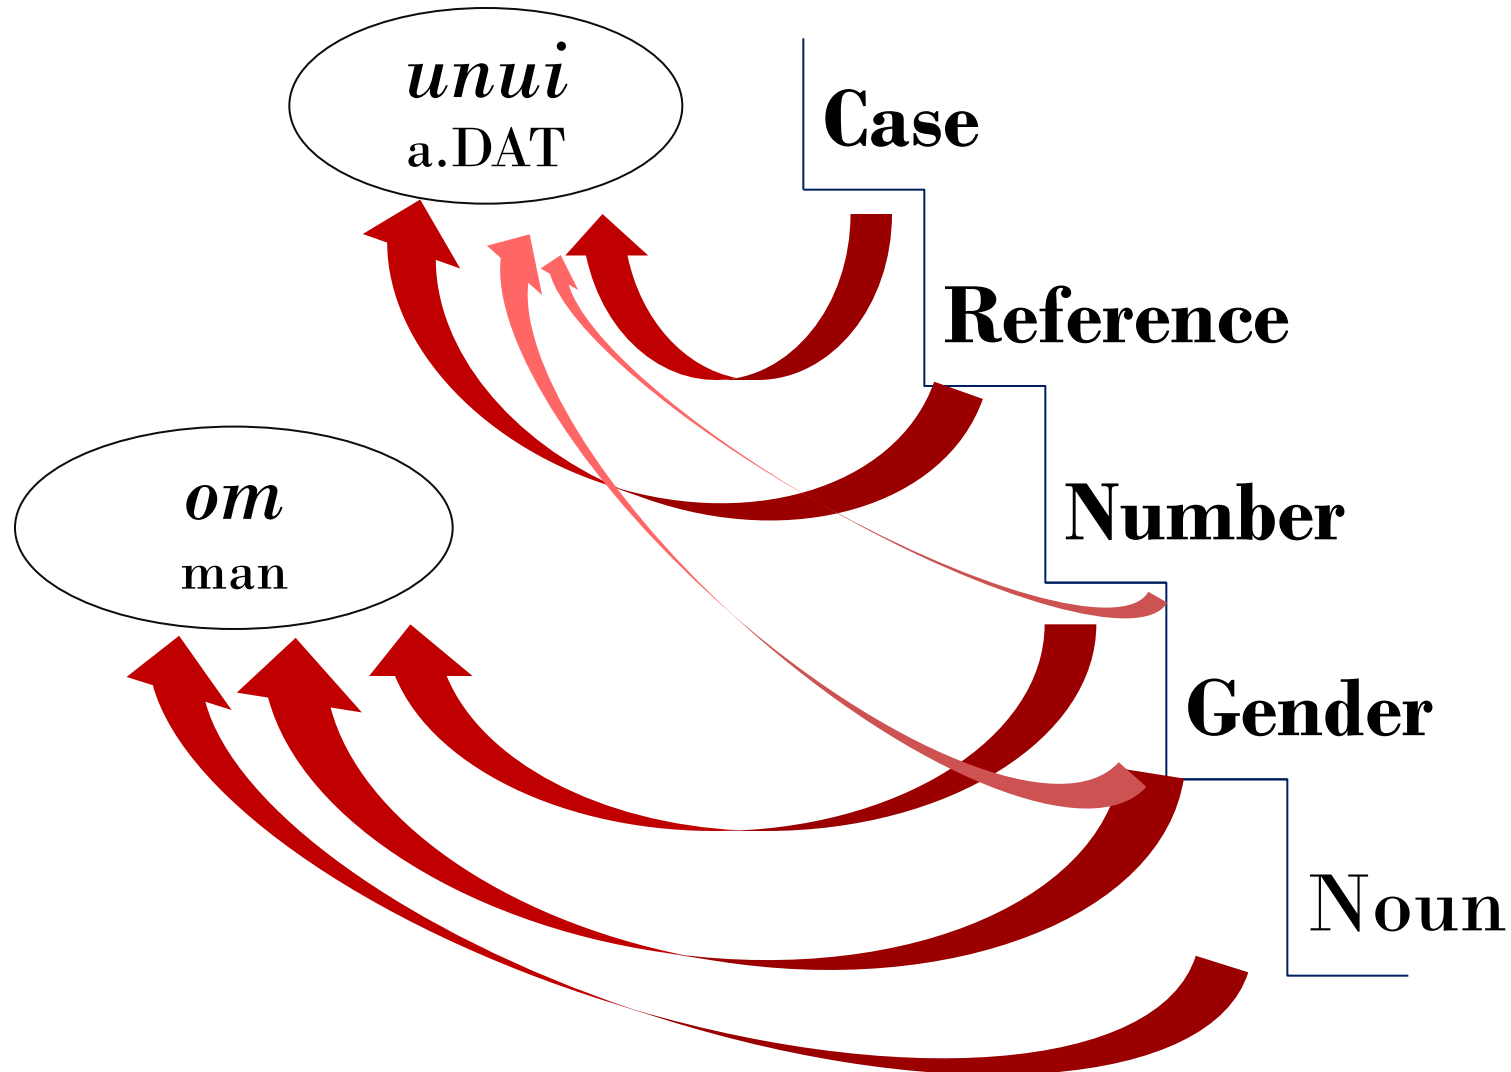 unui
a.DAT
Case
Reference
om
man
Number
Gender
Noun